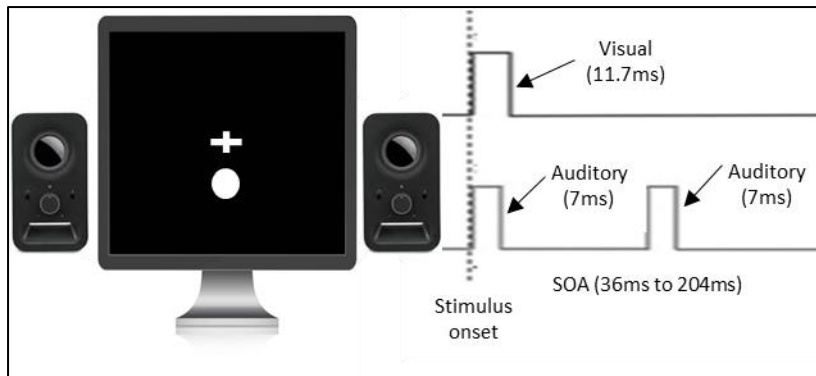 Visual
(11.7ms)
Auditory
(7ms)
Auditory
(7ms)
SOA (36ms to 204ms)
Stimulus
onset